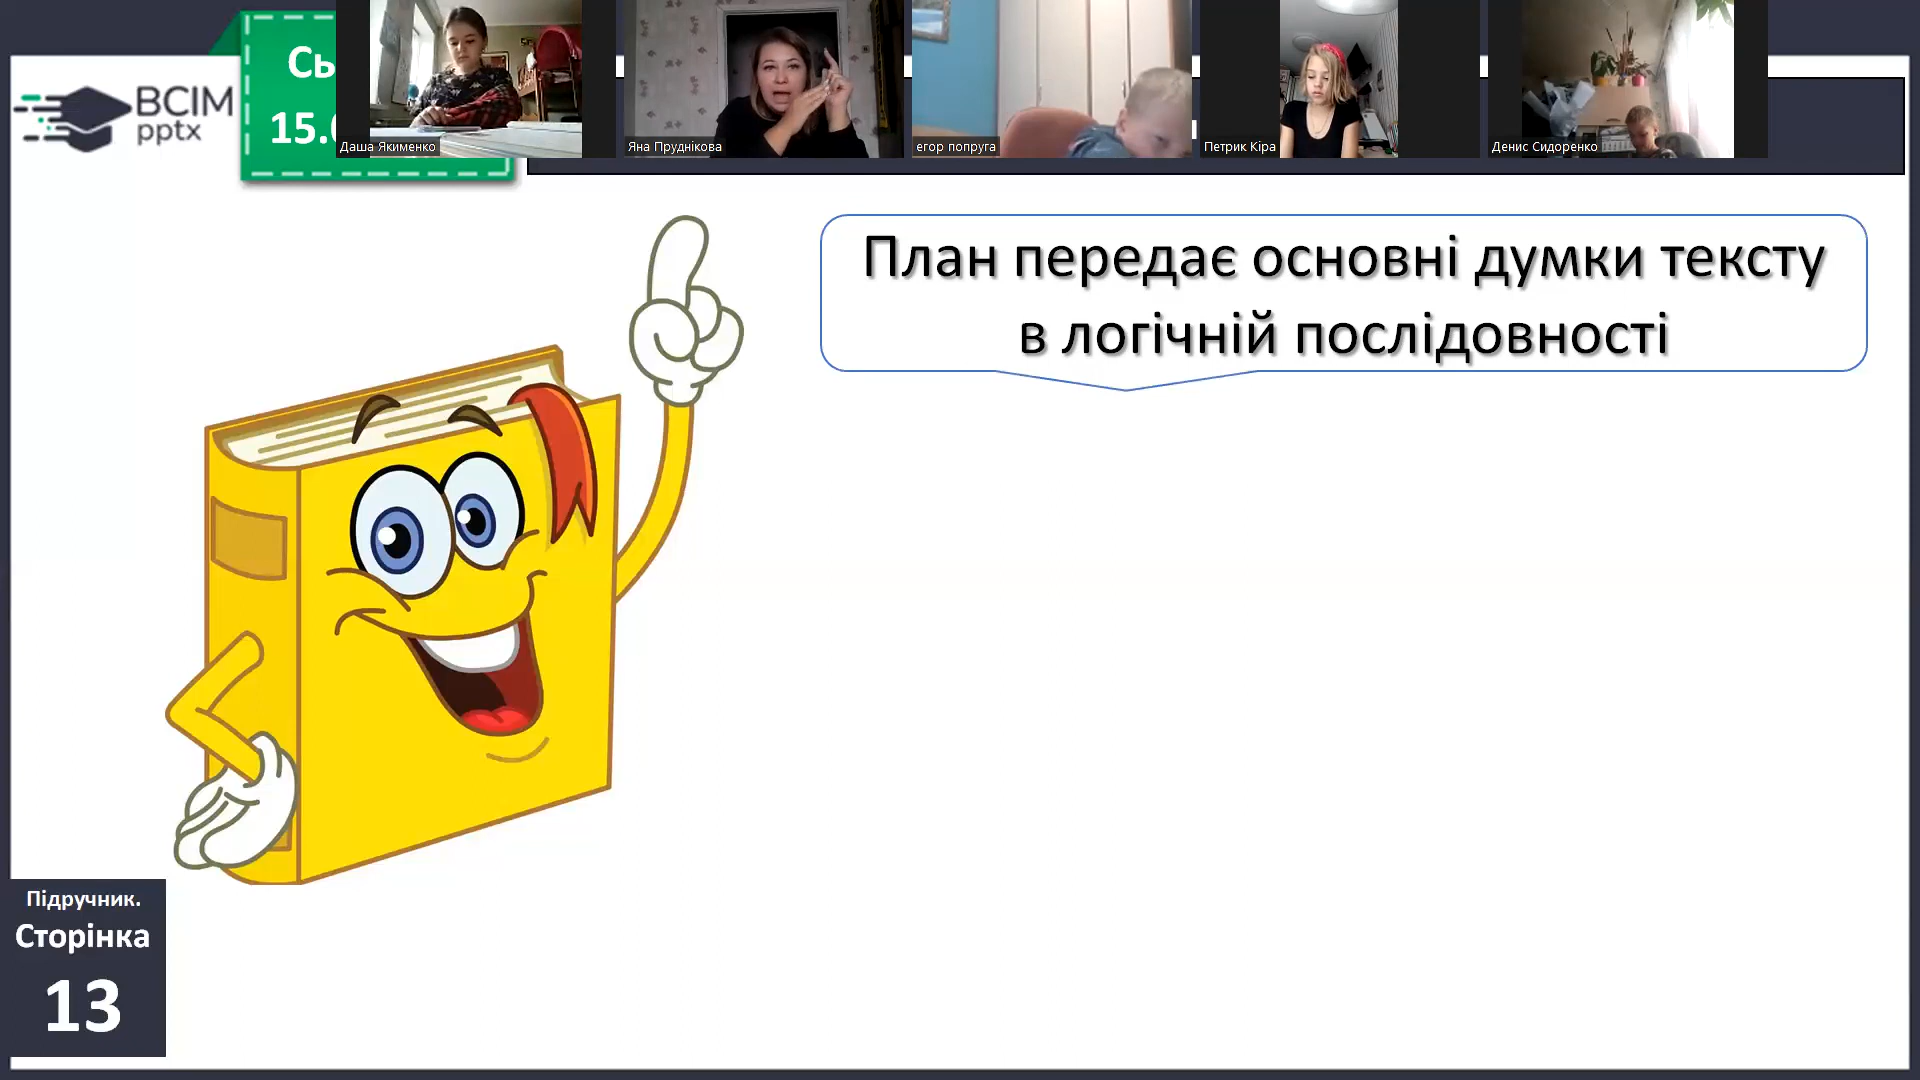 Сь
15.0
ВСІМ
pptx
Даша Якименко
Яна Пруднікова
егор попруга
Петрик Кіра
Денис Сидоренко
План передає основні думки тексту
в логічній послідовності
Підручник.
Сторінка
13